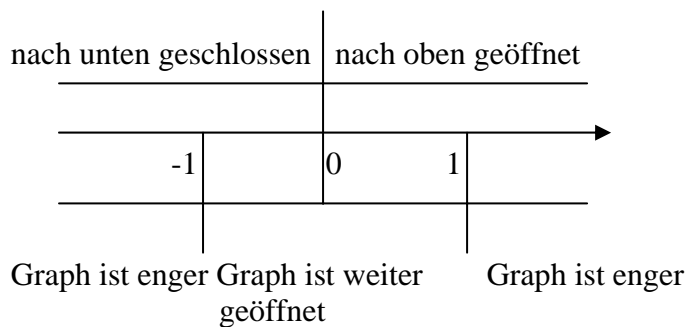 nach unten geschlossen nach oben geöffnet
-1 0 1
Graph ist enger Graph ist weiter Graph ist enger
geöffnet